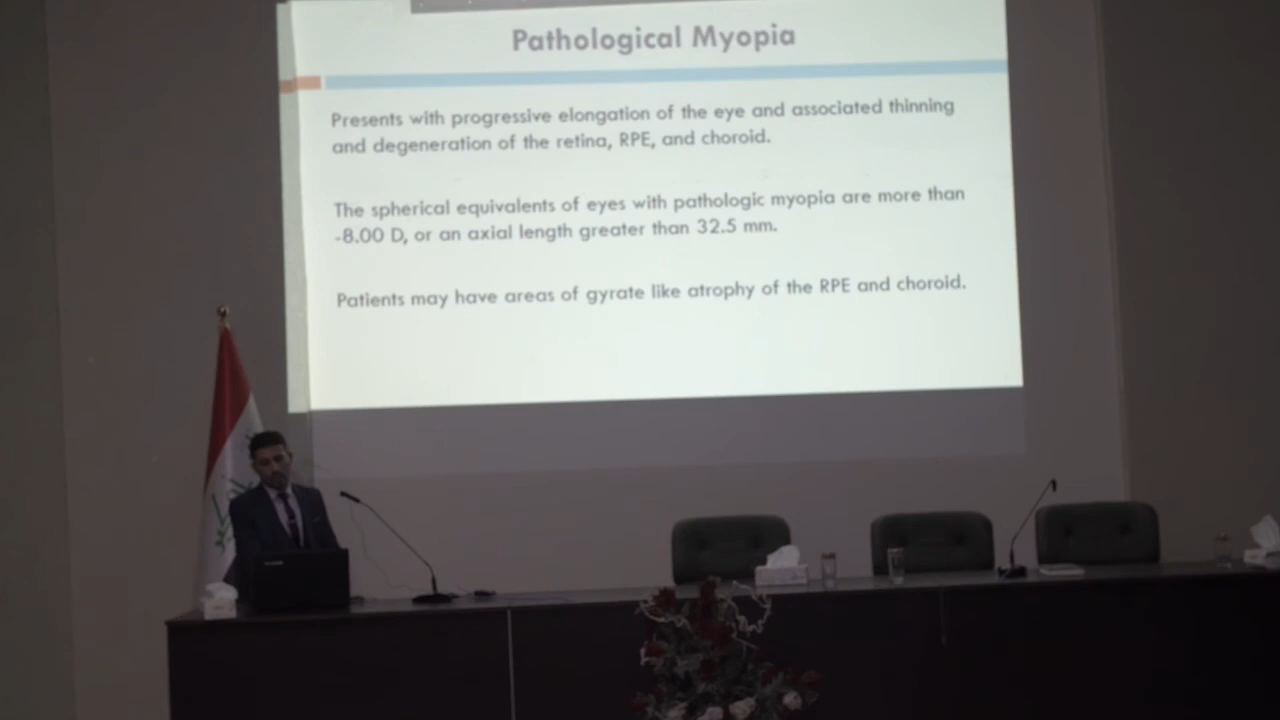 Pathological Myopia
Presents with progressive elongation of the eye and associated thinning
and degeneration of the retina, RPE, and choroid.
The spherical equivalents of eyes with pathologic myopia are more than
-8.00 D, or an axial length greater than 32.5 mm.
Patients may have areas of gyrate like atrophy of the RPE and choroid.